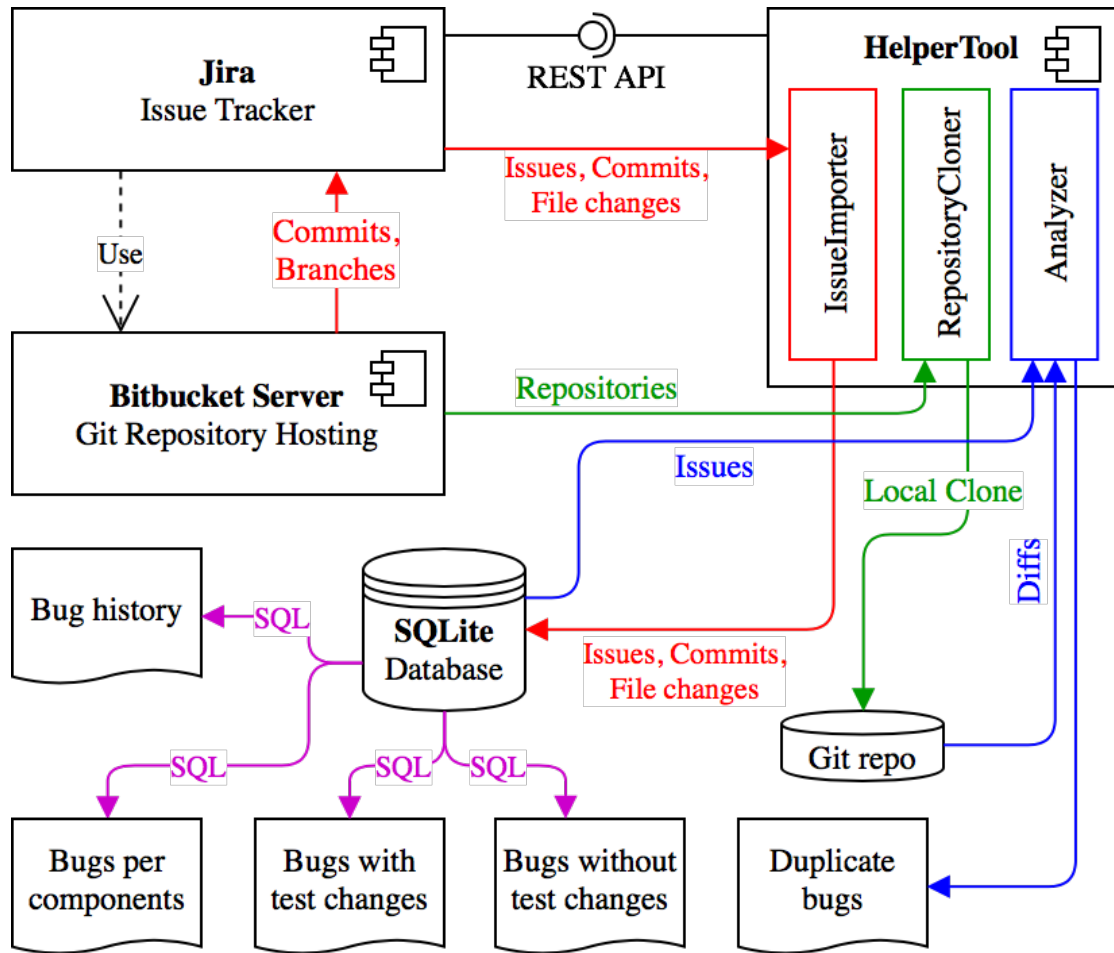 Jira
Issue Tracker
REST API
HelperTool
IssueImporter
RepositoryCloner
Analyzer
Issues, Commits,
File changes
Use
Commits,
Branches
Bitbucket Server
Git Repository Hosting
Repositories
Issues
Local Clone
Diffs
Bug history
SQL
SQLite
Database
Issues, Commits,
File changes
Git repo
SQL
SQL
SQL
Bugs per
components
Bugs with
test changes
Bugs without
test changes
Duplicate
bugs